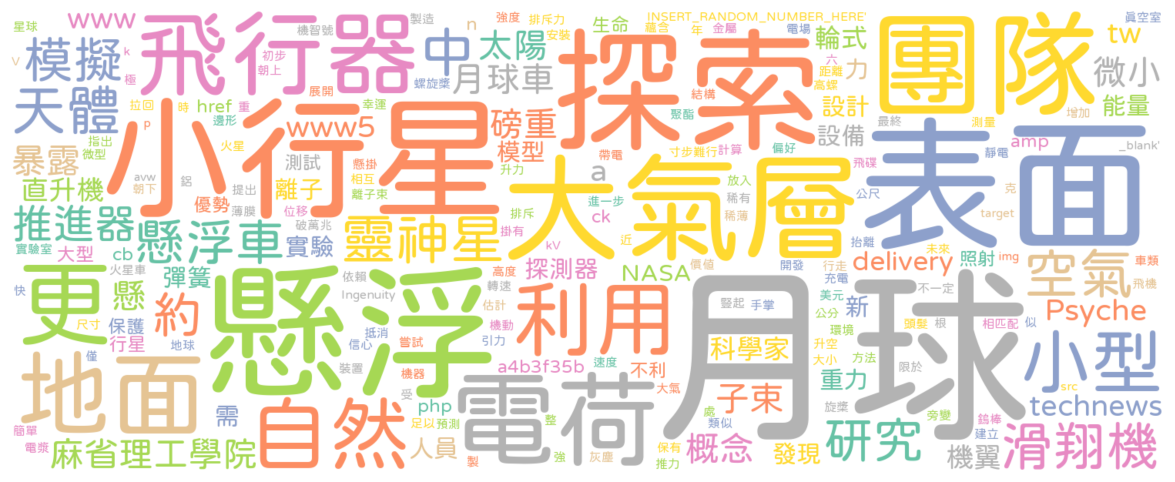 星球 www 機智號 製造 n 強度 排斥力 生命 INSERT_RANDOM_NUMBER_HERE' 電場 真空室
模擬 k 初步 朝上 飛行器 中 太陽 安裝 蘊含 年 金屬 輪式 tw
v 極 螺旋槳 月球車 探索 六 距離 力 團隊 微小
天體 拉回 時 href 重 展開 幸運 結構 高螺 設計 能量
p 邊形 www5 磅重 聚酯 最終 設備 測量 增加
指出 微型 火星 小行星 模型 帶電 寸步難行 計算 偏好 靜電 amp _blank'
暴露 avw 朝下 鋁 測試 懸掛 相互 升力 大氣層 飛碟 表面
直升機 提出 離子 離子束 a 進一步 放入 稀有 公尺 克
優勢 薄膜 位移 排斥 ck 稀薄 target
推進器 懸浮車 破萬兆 靈神星 掛有 近 抬離 未來
實驗室 大型 cb 實驗 kV 價值 開發 行走 delivery 照射 img 車類
火星車 彈簧 依賴 高度 轉速 探測器 NASA 充電 不一定 空氣 飛機
快 更 懸 Ingenuity 估計 豎起 手掌 美元 新 頭髮 根 Psyche
尺寸 保護 約 懸浮 機動 利用 月球 公分 相匹配 似
行星 地球 抵消 信心 嘗試 引力 環境 升空 方法 小型
僅 裝置 機器 速度 科學家 大小 限於
地面 受 a4b3f35b 不利 重力 src
需 自然 php 大氣 子束 處 旋槳 旁變 鎢棒 technews
簡單 足以 預測 電荷 類似 建立
電漿 麻省理工學院 人員 整 保有 概念 發現 研究 機翼 滑翔機
製 強 灰塵 推力